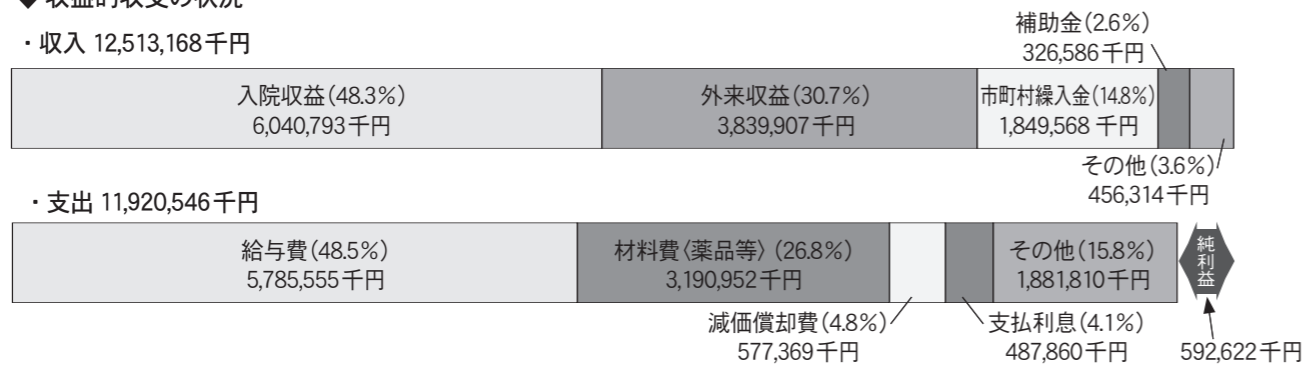 ◆ 収益的収支の状況
・収入 12,513,168千円
補助金(2.6%)
326,586千円
入院収益(48.3%)
6,040,793千円
外来収益(30.7%)
3,839,907千円
市町村繰入金(14.8%)
1,849,568 千円
その他(3.6%)
456,314千円
・支出 11,920,546千円
給与費(48.5%)
5,785,555千円
材料費〈薬品等〉(26.8%)
3,190,952千円
その他(15.8%)
1,881,810千円
純利益
減価償却費(4.8%)
577,369千円
支払利息(4.1%)
487,860千円
592,622千円